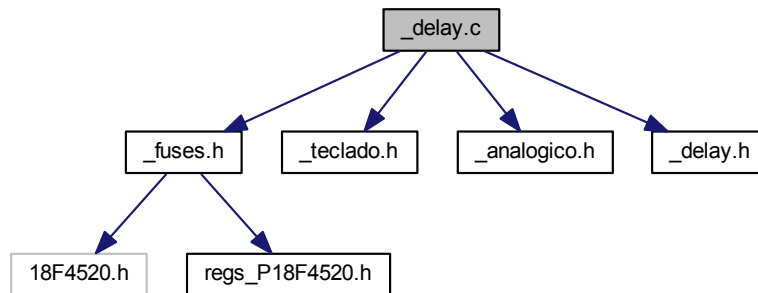 _delay.c
_fuses.h
_teclado.h
_analogico.h
_delay.h
18F4520.h
regs_P18F4520.h